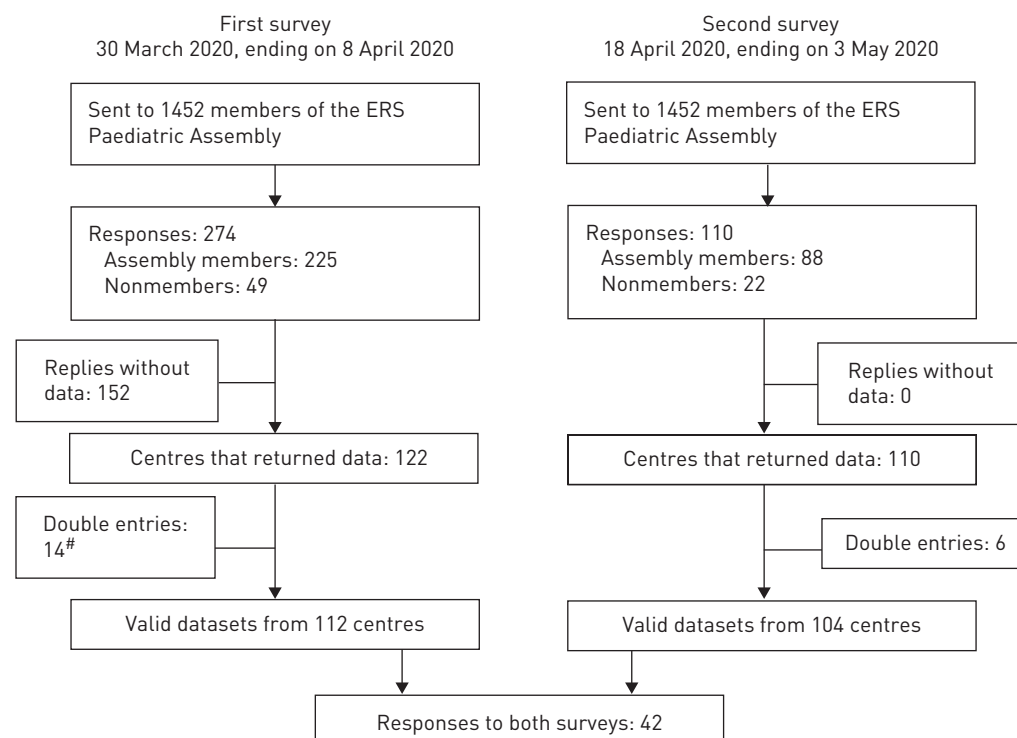 First survey
30 March 2020, ending on 8 April 2020
Sent to 1452 members of the ERS
Paediatric Assembly
Responses: 274
Assembly members: 225
Nonmembers: 49
Replies without
data: 152
Centres that returned data: 122
Double entries:
14#
Valid datasets from 112 centres
Second survey
18 April 2020, ending on 3 May 2020
Sent to 1452 members of the ERS
Paediatric Assembly
Responses: 110
Assembly members: 88
Nonmembers: 22
Replies without
data: 0
Centres that returned data: 110
Double entries: 6
Valid datasets from 104 centres
Responses to both surveys: 42